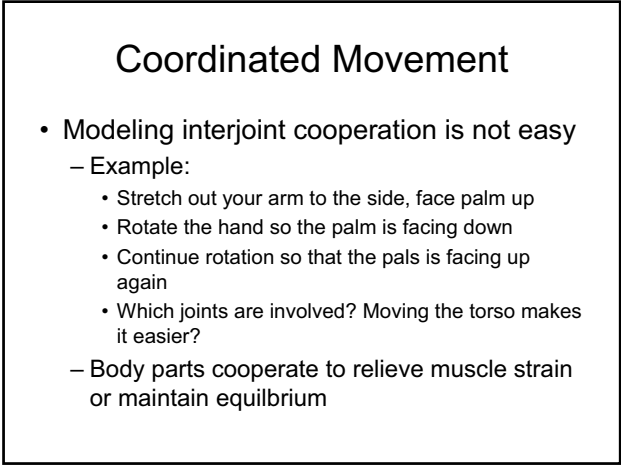 Coordinated Movement
• Modeling interjoint cooperation is not easy
– Example:
• Stretch out your arm to the side, face palm up
• Rotate the hand so the palm is facing down
• Continue rotation so that the pals is facing up
again
• Which joints are involved? Moving the torso makes
it easier?
– Body parts cooperate to relieve muscle strain
or maintain equilbrium